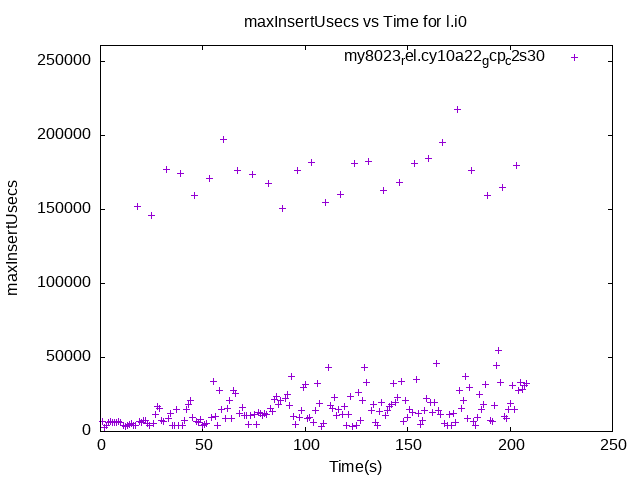 maxInsertUsecs vs Time for l.i0
my8023rel.cy10a22gcpc2s30
250000
200000
150000
100000
50000
0
maxInsertUsecs
0 50 100 150 200 250
Time(s)